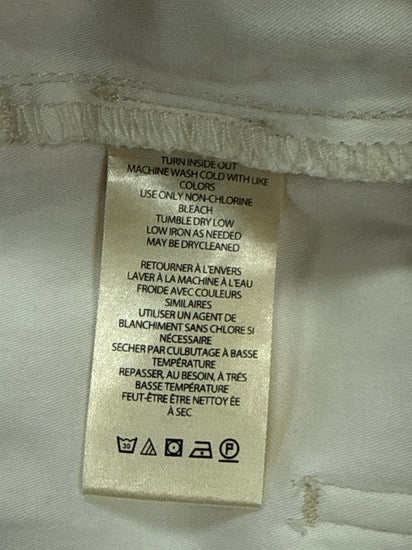 TURN INSIDE OUT
MACHINE WASH COLD WITH LIKE
COLORS
USE ONLY NON-CHLORINE
BLEACH
TUMBLE DRY LOW
LOW IRON AS NEEDED
MAY BE DRYCLEANED
RETOURNER À L'ENVERS
LAVER À LA MACHINE À L'EAU
FROIDE AVEC COULEURS
SIMILAIRES
UTILISER UN AGENT DE
BLANCHIMENT SANS CHLORE SI
NÉCESSAIRE
SECHER PAR CULBUTAGE À BASSE
TEMPÉRATURE
REPASSER, AU BESOIN, À TRÈS
BASSE TEMPÉRATURE
FEUT-ÊTRE ÊTRE NETTOY ÉE
À SEC
30 P